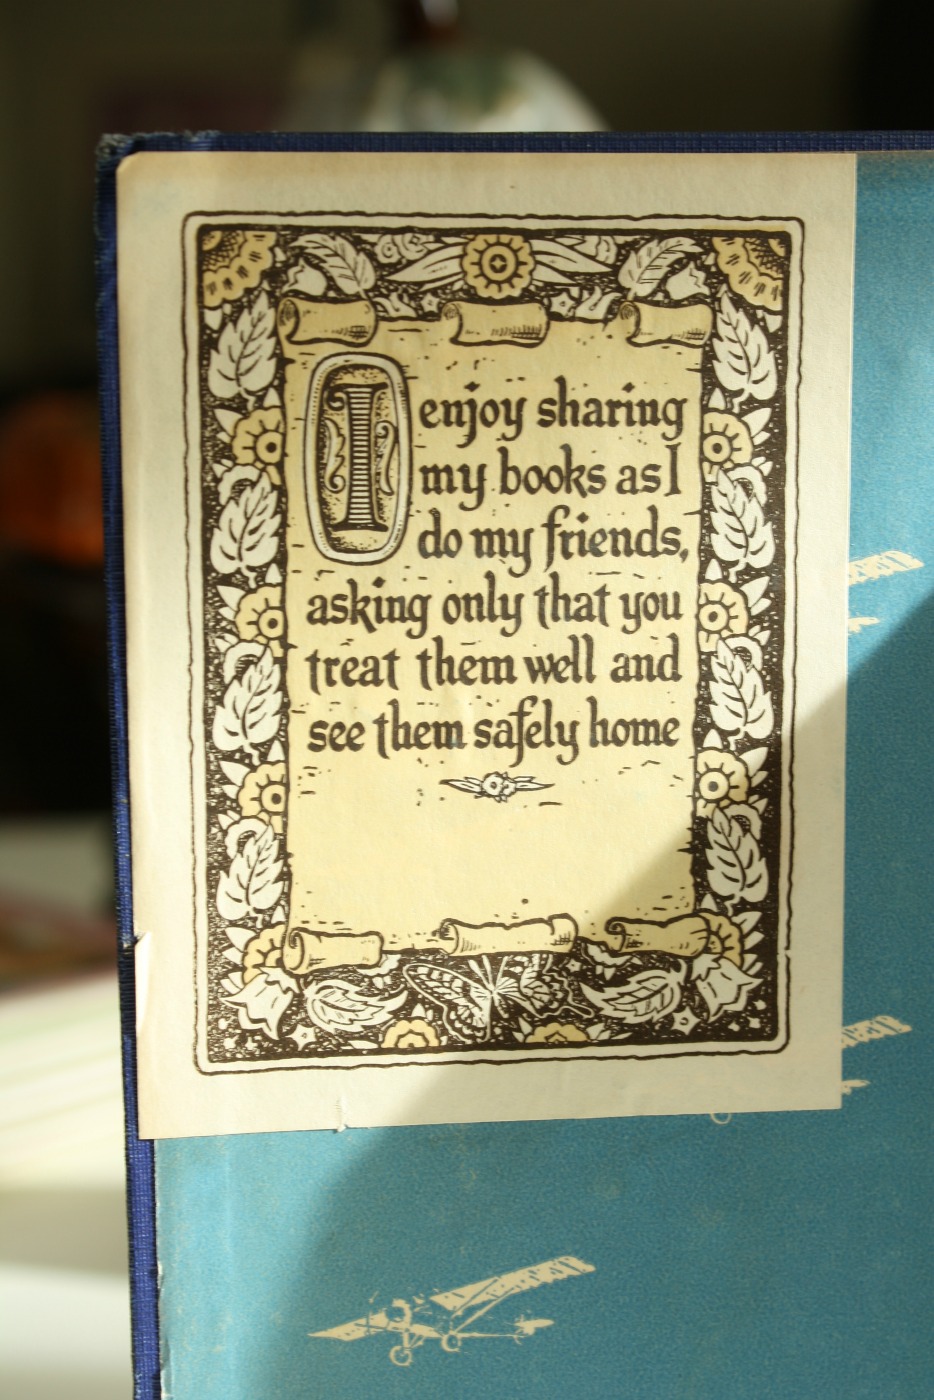 I enjoy sharing
my books as I
do my friends,
asking only that you
treat them well and
see them safely home